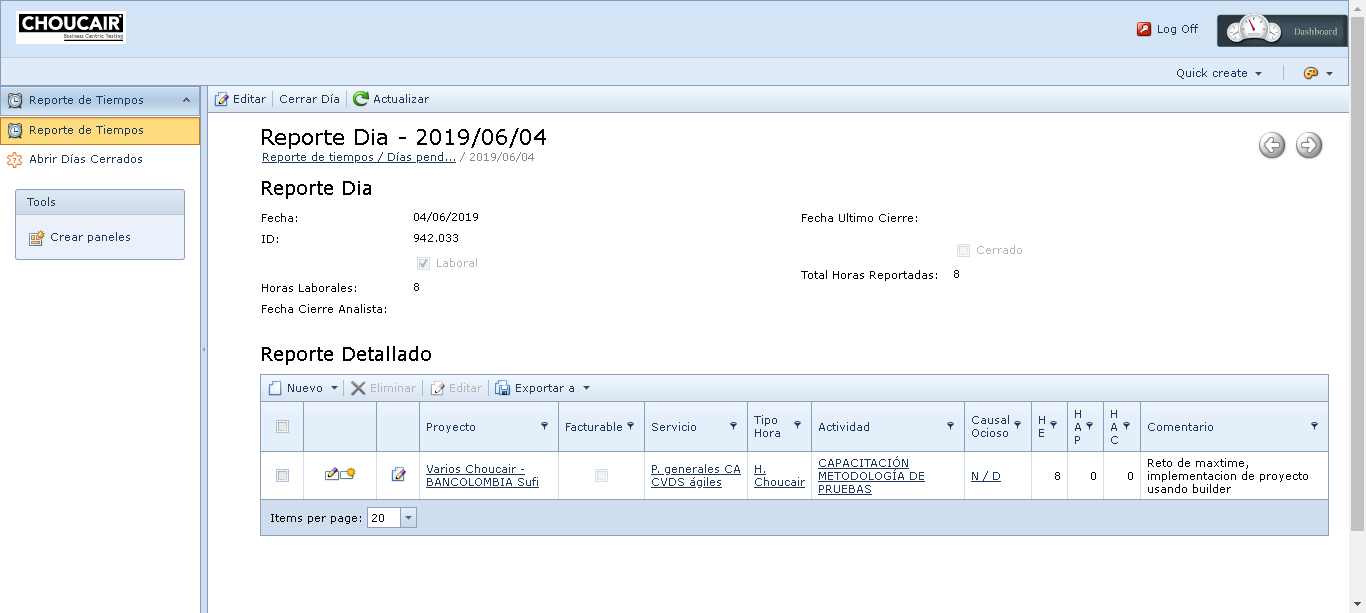 CHOUCAIR
Business Centric Testing
Log Off
Dashboard
Quick create
Reporte de Tiempos
Reporte de Tiempos
Abrir Días Cerrados
Tools
Crear paneles
Editar Cerrar Día Actualizar
Reporte Dia - 2019/06/04
Reporte de tiempos / Días pend... / 2019/06/04
Reporte Dia
Fecha: 04/06/2019 Fecha Ultimo Cierre:
ID: 942.033
Cerrado
Laboral
Total Horas Reportadas: 8
Horas Laborales: 8
Fecha Cierre Analista:
Reporte Detallado
Nuevo Eliminar Editar Exportar a
Proyecto Facturable Servicio Tipo Hora Actividad Causal Ocioso H E H A P H A C Comentario
Varios Choucair - P. generales CA H. CAPACITACIÓN N / D 8 0 0 Reto de maxtime,
BANCOLOMBIA Sufi CVDS ágiles Choucair METODOLOGÍA DE implementacion de proyecto
PRUEBAS usando builder
Items per page: 20